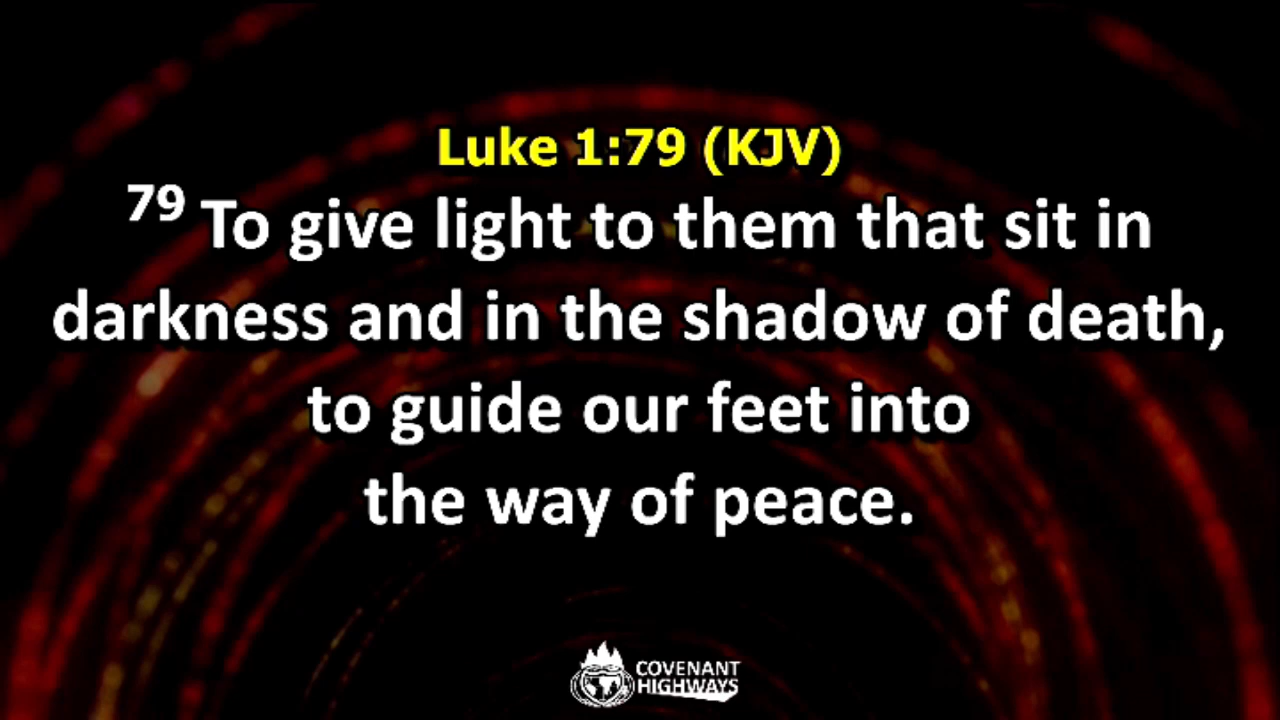 Luke 1:79 (KJV)
79 To give light to them that sit in
darkness and in the shadow of death,
to guide our feet into
the way of peace.
COVENANT
HIGHWAYS